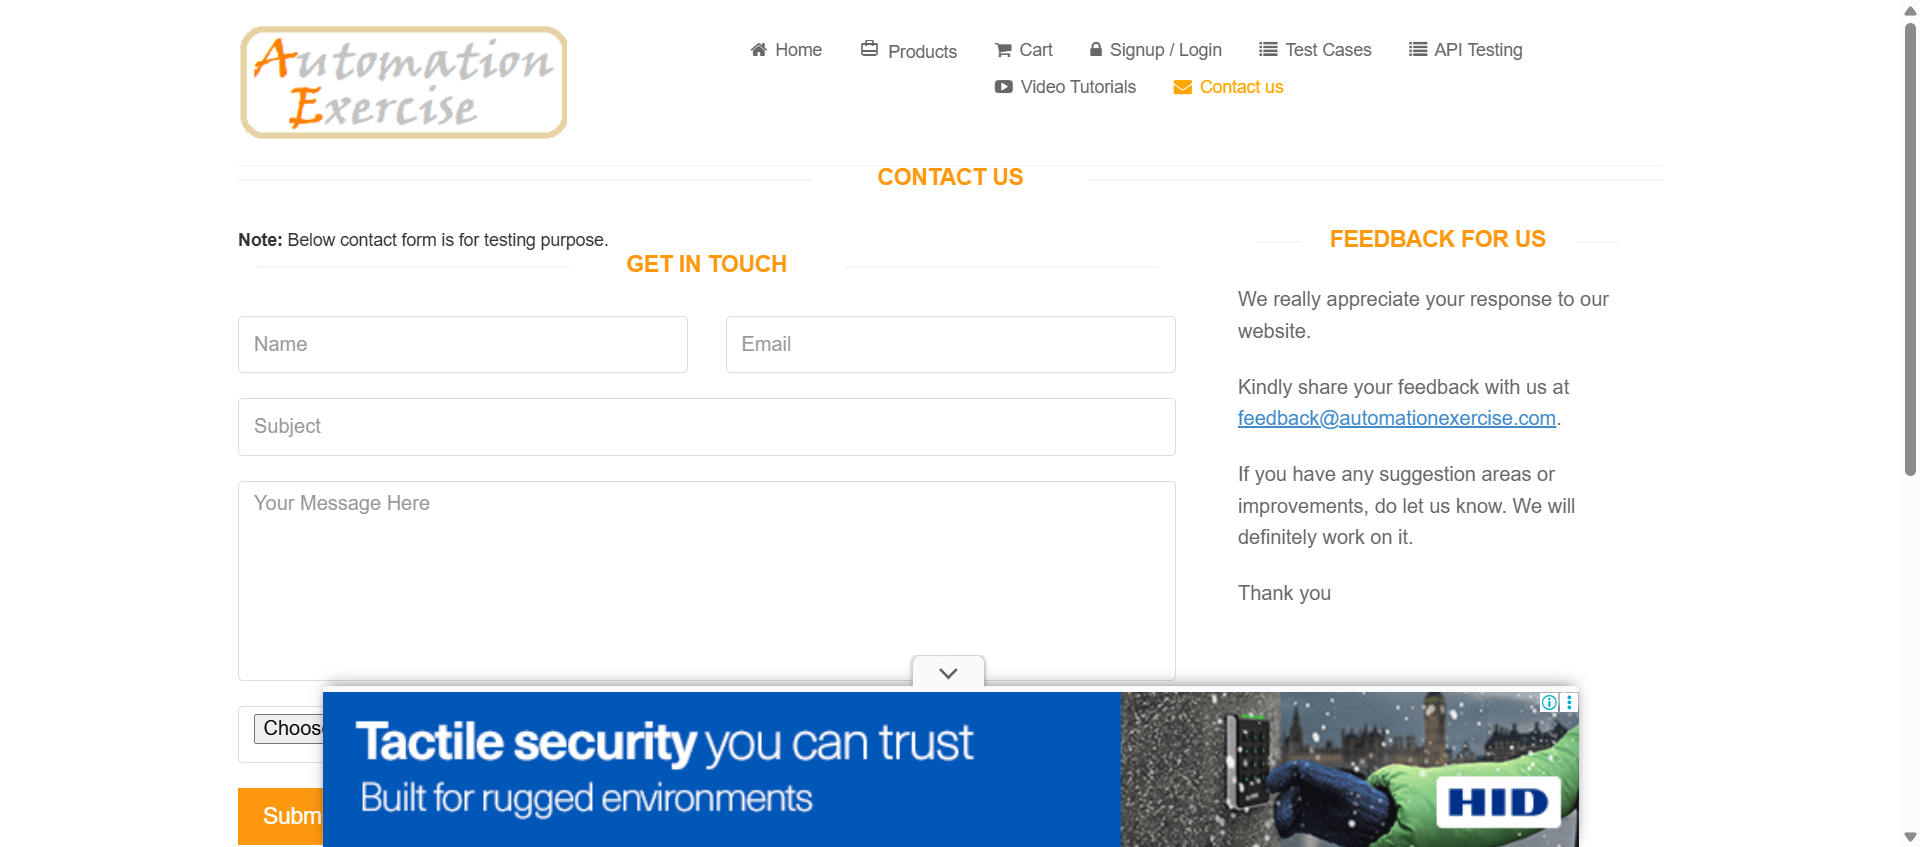 Automation
Exercise
Home
Products
Cart
Signup / Login
Test Cases
API Testing
Video Tutorials
Contact us
CONTACT US
Note: Below contact form is for testing purpose.
GET IN TOUCH
Name
Email
Subject
Your Message Here
Choos
Subm
FEEDBACK FOR US
We really appreciate your response to our
website.
Kindly share your feedback with us at
feedback@automationexercise.com.
If you have any suggestion areas or
improvements, do let us know. We will
definitely work on it.
Thank you
Tactile security you can trust
Built for rugged environments
HID